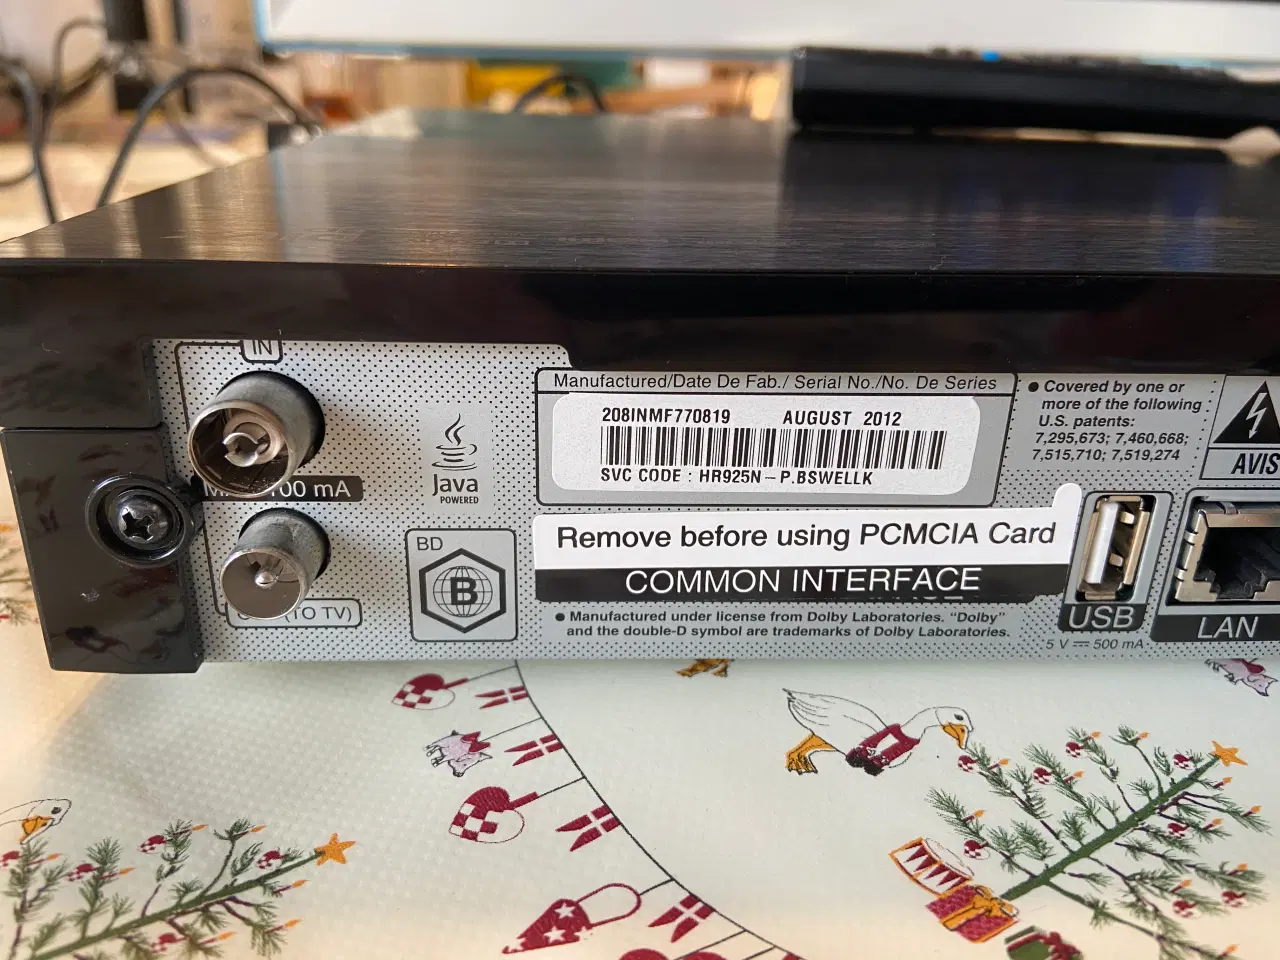 IN
100 mA
(TO TV)
Java
POWERED
BD
B
Manufactured/Date De Fab./ Serial No./No. De Series
208INMF770819 AUGUST 2012
SVC CODE : HR925N-P.BSWELLK
Remove before using PCMCIA Card
COMMON INTERFACE
● Manufactured under license from Dolby Laboratories. “Dolby”
and the double-D symbol are trademarks of Dolby Laboratories.
● Covered by one or
more of the following
U.S. patents:
7,295,673; 7,460,668;
7,515,710; 7,519,274
AVIS
USB
5 V ⎓ 500 mA
LAN